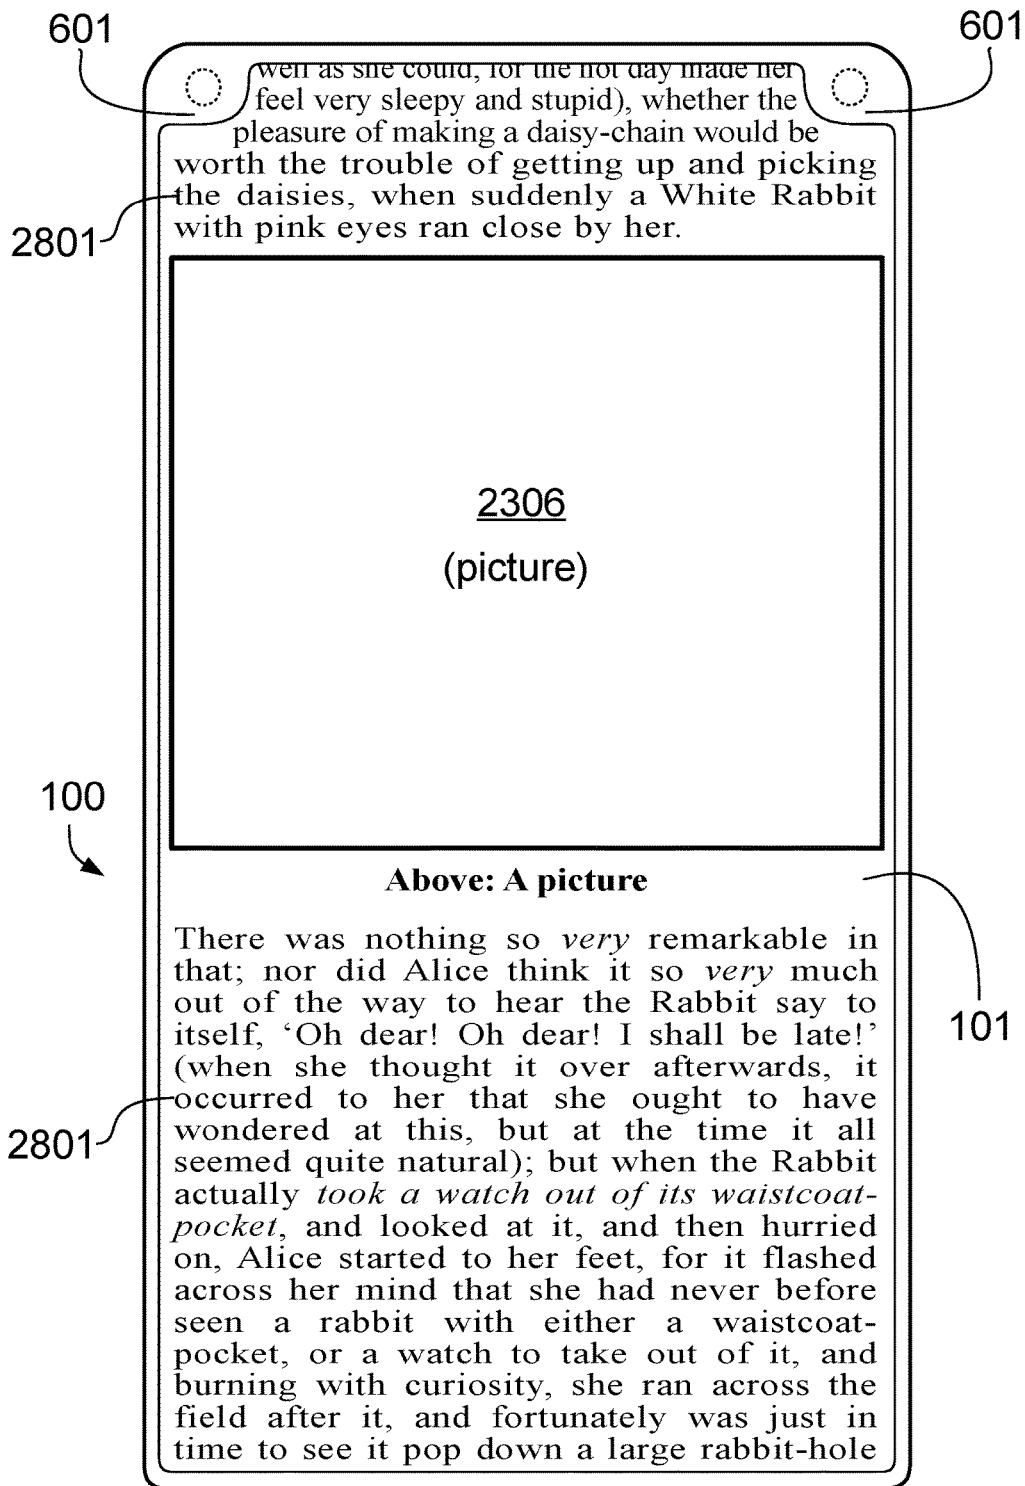 601
601
well as she could, for the hot day made her
feel very sleepy and stupid), whether the
pleasure of making a daisy-chain would be
worth the trouble of getting up and picking
the daisies, when suddenly a White Rabbit
2801
with pink eyes ran close by her.
2306
(picture)
100
Above: A picture
There was nothing so very remarkable in
that; nor did Alice think it so very much
out of the way to hear the Rabbit say to
101
itself, ‘Oh dear! Oh dear! I shall be late!’
(when she thought it over afterwards, it
occurred to her that she ought to have
2801
wondered at this, but at the time it all
seemed quite natural); but when the Rabbit
actually took a watch out of its waistcoat-
pocket, and looked at it, and then hurried
on, Alice started to her feet, for it flashed
across her mind that she had never before
seen a rabbit with either a waistcoat-
pocket, or a watch to take out of it, and
burning with curiosity, she ran across the
field after it, and fortunately was just in
time to see it pop down a large rabbit-hole